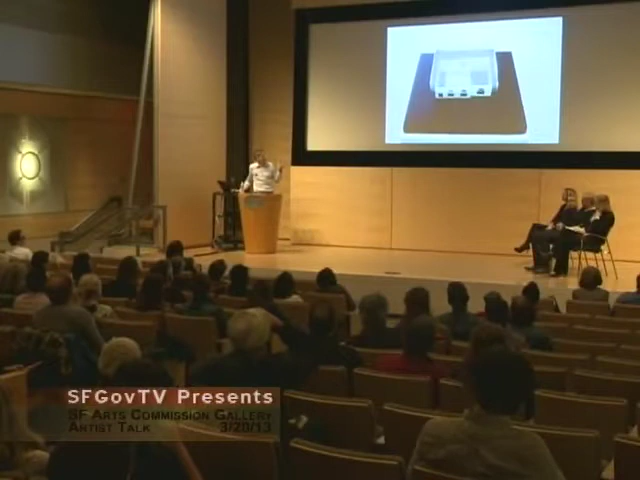 SFGovTV Presents
SF Arts Commission Gallery
Artist Talk 3/20/13